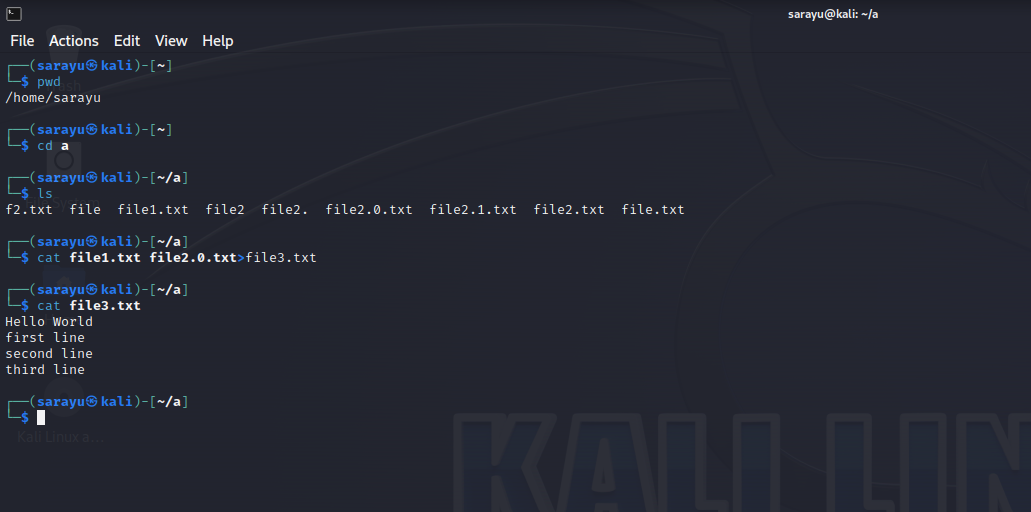 sarayu@kali: ~/a
File Actions Edit View Help
┌──(sarayu㉿kali)-[~]
└─$ pwd
/home/sarayu
┌──(sarayu㉿kali)-[~]
└─$ cd a
┌──(sarayu㉿kali)-[~/a]
└─$ ls
f2.txt  file  file1.txt  file2  file2.  file2.0.txt  file2.1.txt  file2.txt  file.txt
┌──(sarayu㉿kali)-[~/a]
└─$ cat file1.txt file2.0.txt>file3.txt
┌──(sarayu㉿kali)-[~/a]
└─$ cat file3.txt
Hello World
first line
second line
third line
┌──(sarayu㉿kali)-[~/a]
└─$
Kali Linux a...
KALI LIN